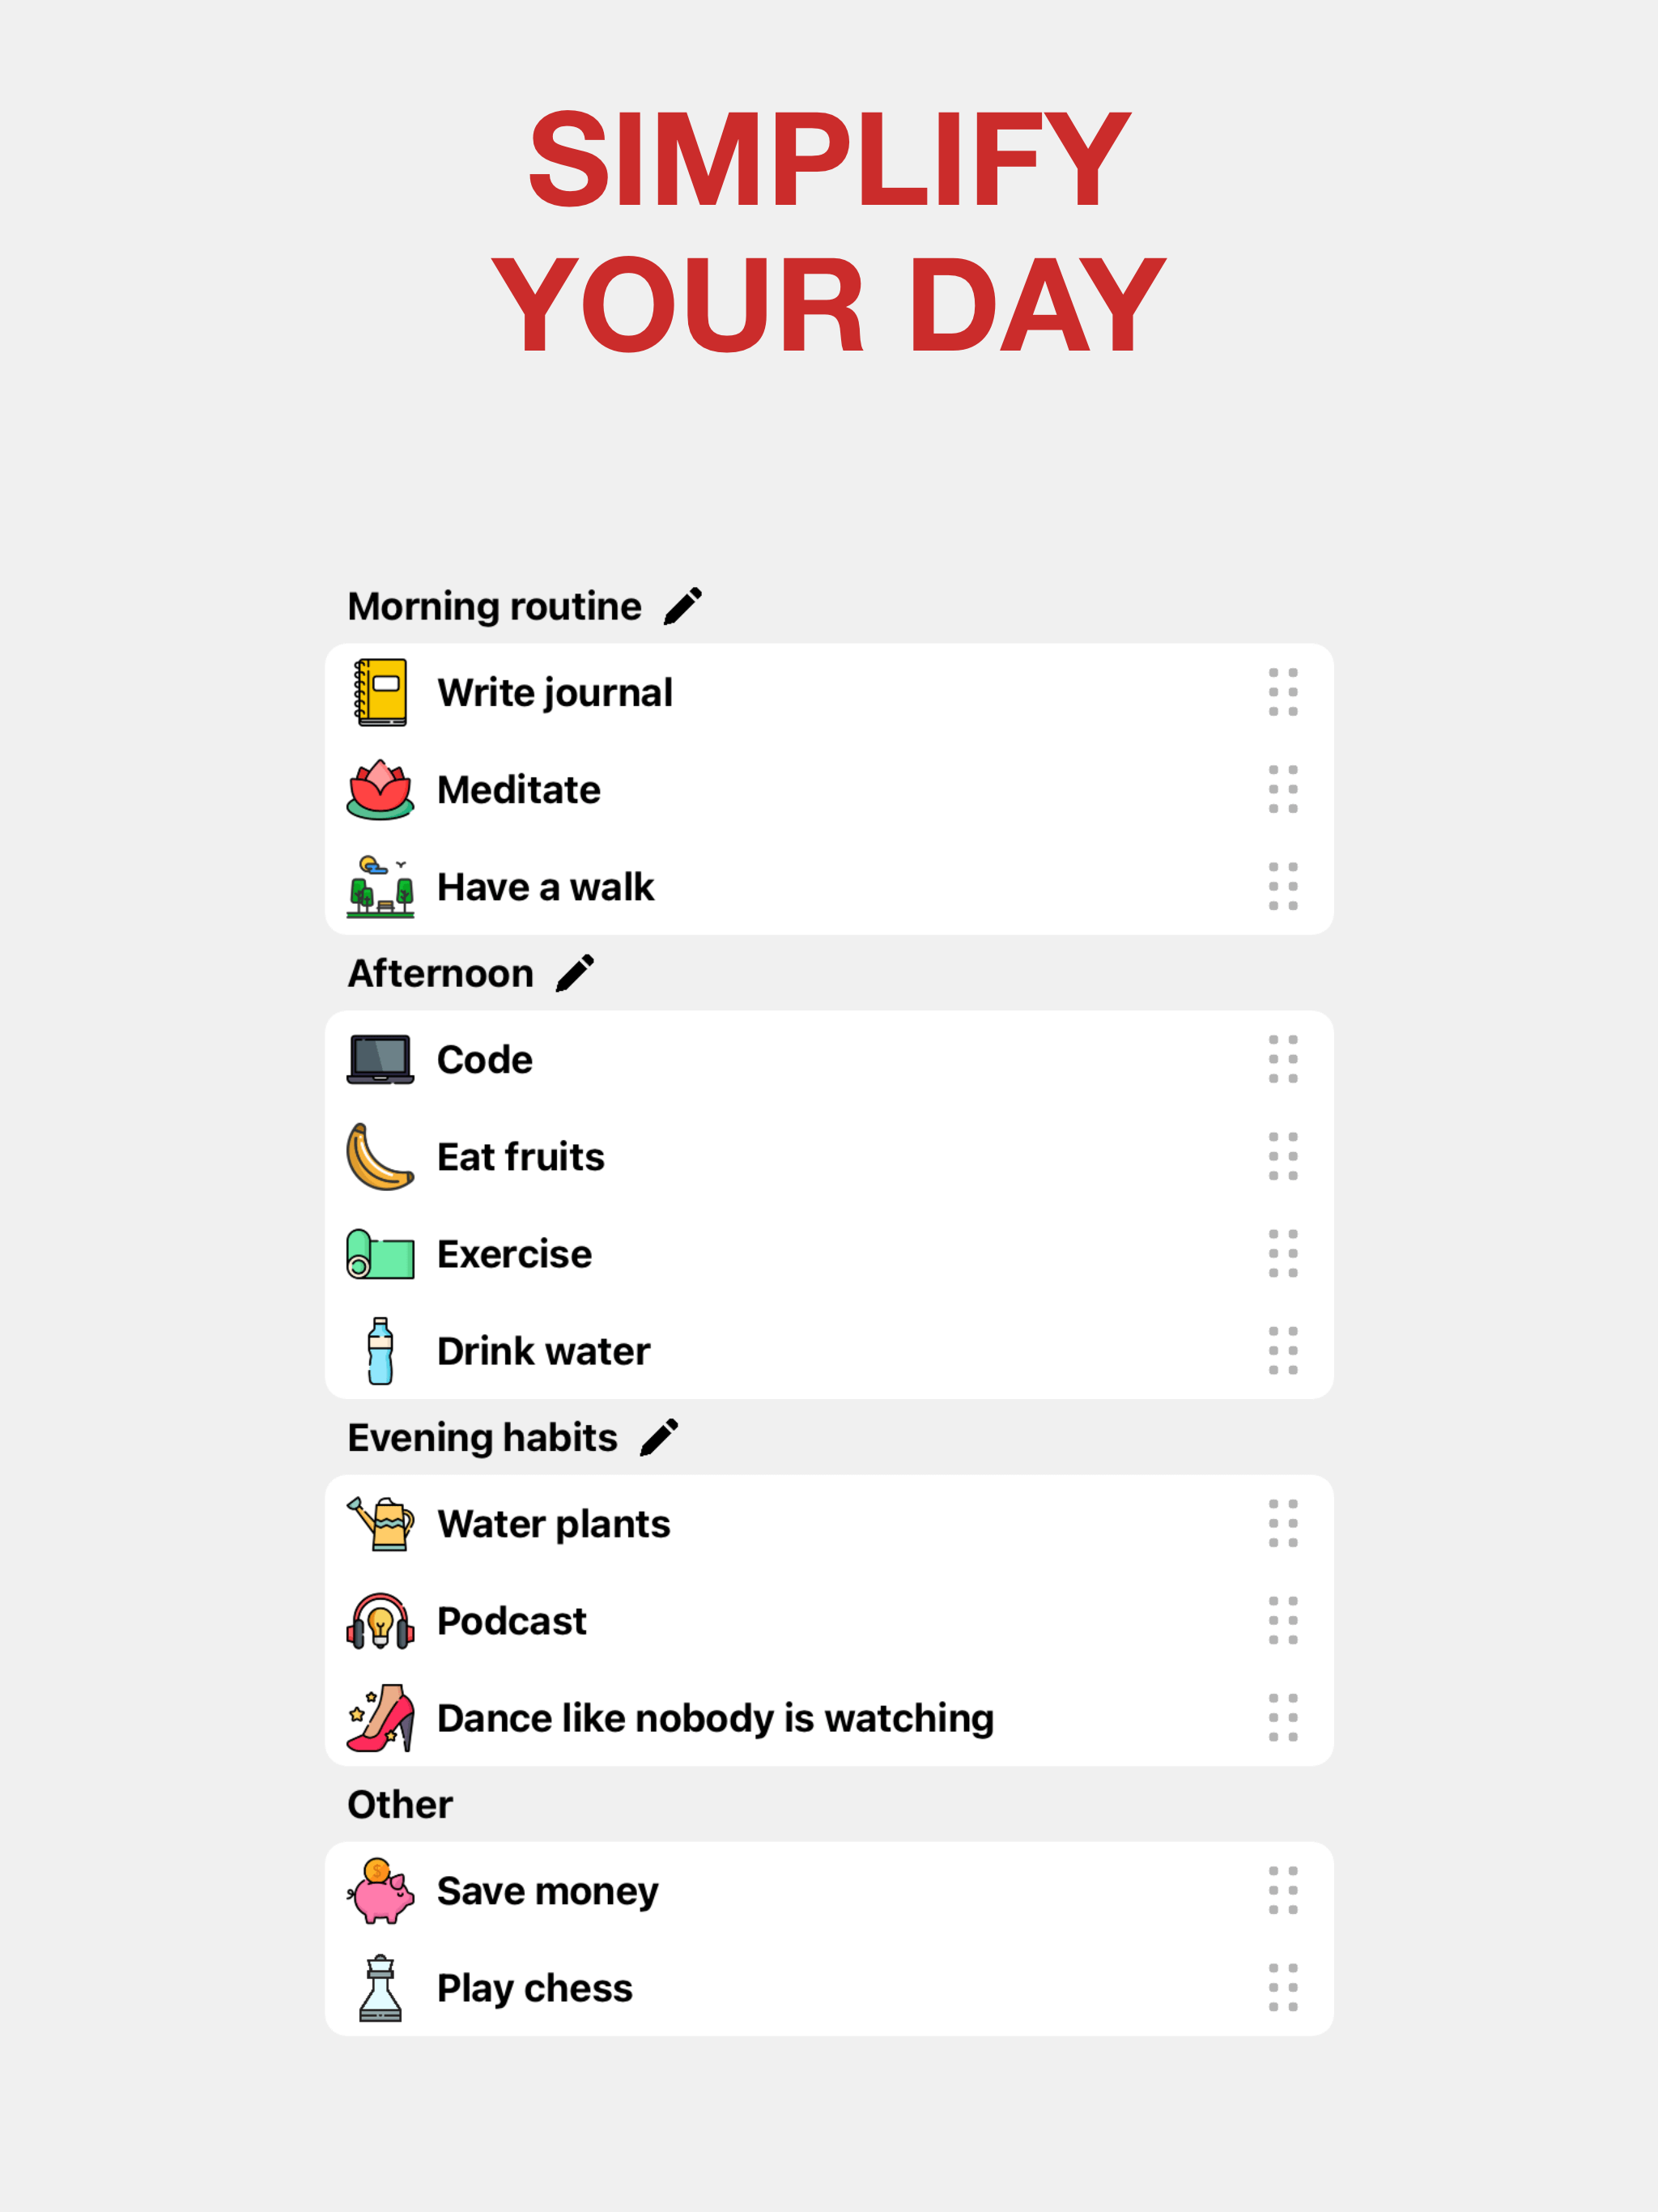 SIMPLIFY
YOUR DAY
Morning routine
Write journal
Meditate
Have a walk
Afternoon
Code
Eat fruits
Exercise
Drink water
Evening habits
Water plants
Podcast
Dance like nobody is watching
Other
Save money
Play chess